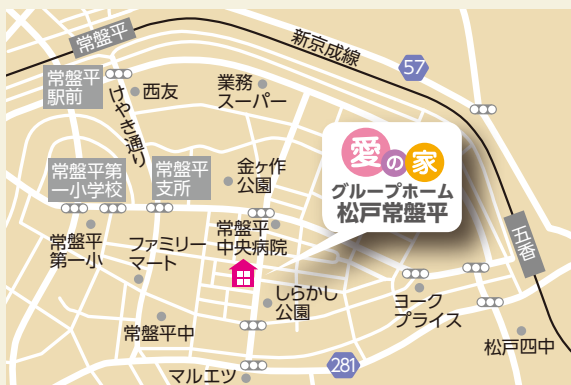 常盤平
新京成線
57
常盤平
駅前
西友
業務
スーパー
けやき通り
愛の家
グループホーム
松戸常盤平
常盤平第
一小学校
常盤平
支所
金ヶ作
公園
常盤平
第一小
ファミリー
マート
常盤平
中央病院
五香
しらかし
公園
ヨーク
プライス
常盤平中
松戸四中
マルエツ
281